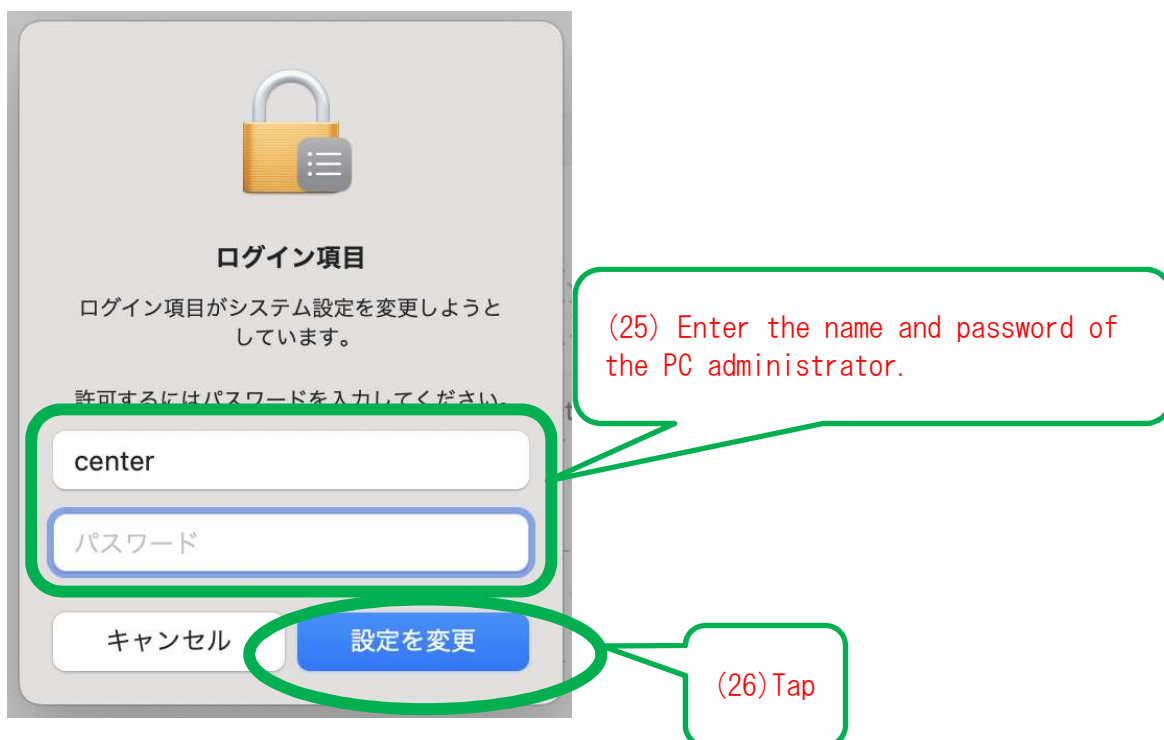 ログイン項目
ログイン項目がシステム設定を変更しようと
しています。
許可するにはパスワードを入力してください。
(25) Enter the name and password of
the PC administrator.
center
パスワード
キャンセル
設定を変更
(26)Tap